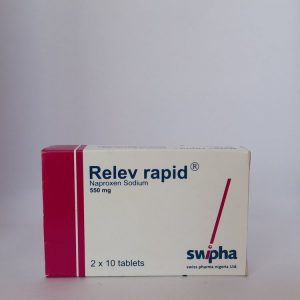 Relev rapid®
Naproxen Sodium
550 mg
swipha
swiss pharma nigeria Ltd.
2 x 10 tablets